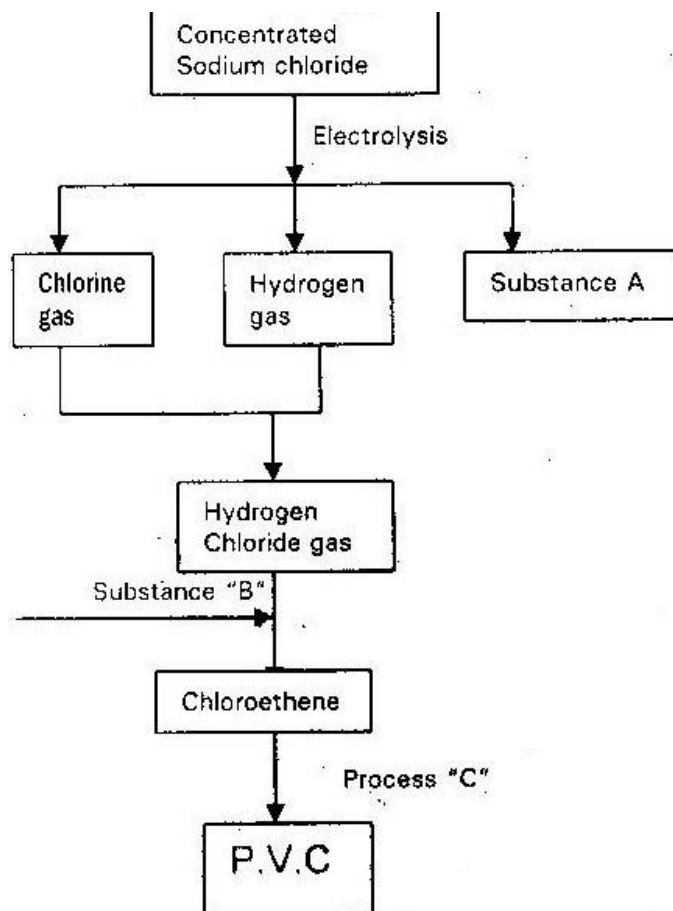 Concentrated
Sodium chloride
Electrolysis
Chlorine
gas
Hydrogen
gas
Substance A
Hydrogen
Chloride gas
Substance "B"
Chloroethene
Process "C"
P.V.C